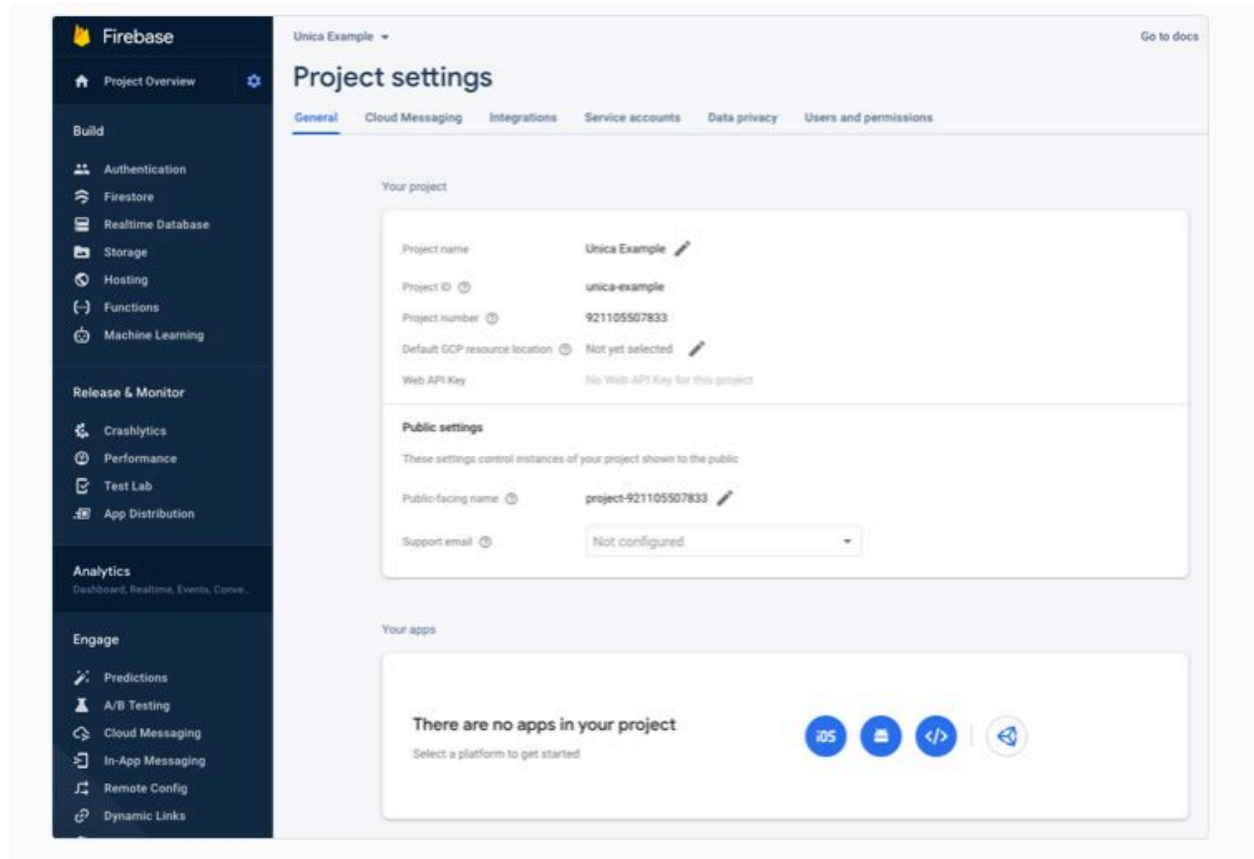 Firebase
Project Overview
Build
Authentication
Firestore
Realtime Database
Storage
Hosting
Functions
Machine Learning
Release & Monitor
Crashlytics
Performance
Test Lab
App Distribution
Analytics
Dashboard, Realtime, Events, Conve..
Engage
Predictions
A/B Testing
Cloud Messaging
In-App Messaging
Remote Config
Dynamic Links
Unica Example
Go to docs
Project settings
General Cloud Messaging Integrations Service accounts Data privacy Users and permissions
Your project
Project name Unica Example
Project ID unica-example
Project number 921105507833
Default GCP resource location Not yet selected
Web API Key No Web API Key for this project
Public settings
These settings control instances of your project shown to the public
Public-facing name project-921105507833
Support email Not configured
Your apps
There are no apps in your project
Select a platform to get started
iOS </>